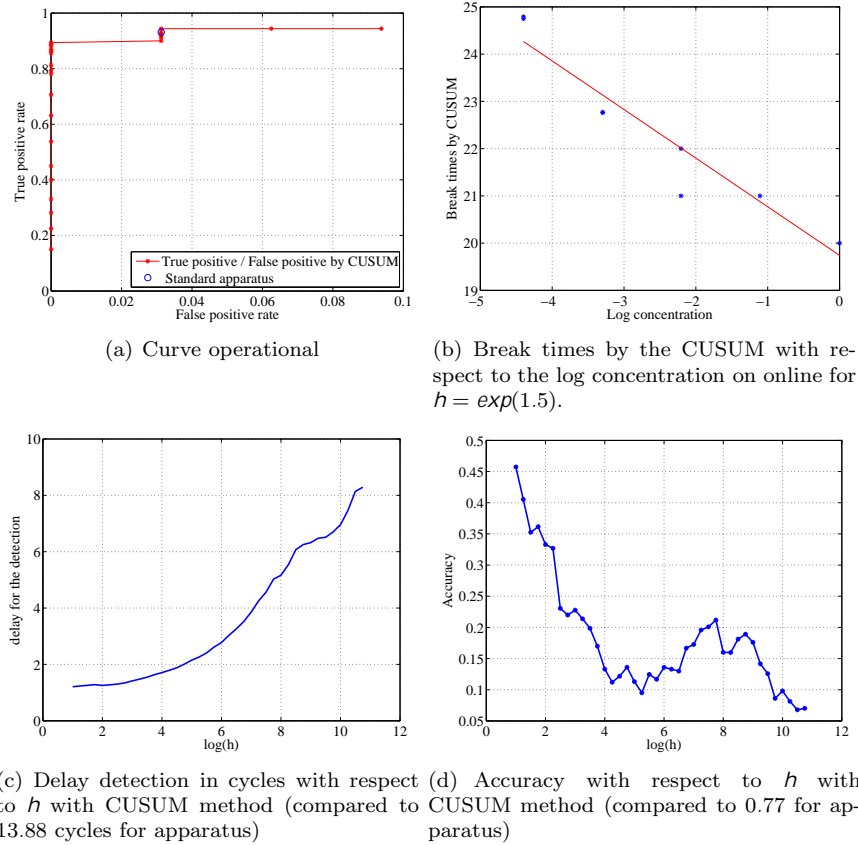 1
0.8
0.6
0.4
0.2
0
0 0.02 0.04 0.06 0.08 0.1
True positive rate
False positive rate
True positive / False positive by CUSUM
Standard apparatus
(a) Curve operational
25
24
23
22
21
20
19
−5 −4 −3 −2 −1 0
Break times by CUSUM
Log concentration
(b) Break times by the CUSUM with re-
spect to the log concentration on online for
h = exp(1.5).
10
8
6
4
2
0
0 2 4 6 8 10 12
delay for the detection
log(h)
(c) Delay detection in cycles with respect
to h with CUSUM method (compared to
13.88 cycles for apparatus)
0.5
0.45
0.4
0.35
0.3
0.25
0.2
0.15
0.1
0.05
0 2 4 6 8 10 12
Accuracy
log(h)
(d) Accuracy with respect to h with
CUSUM method (compared to 0.77 for ap-
paratus)